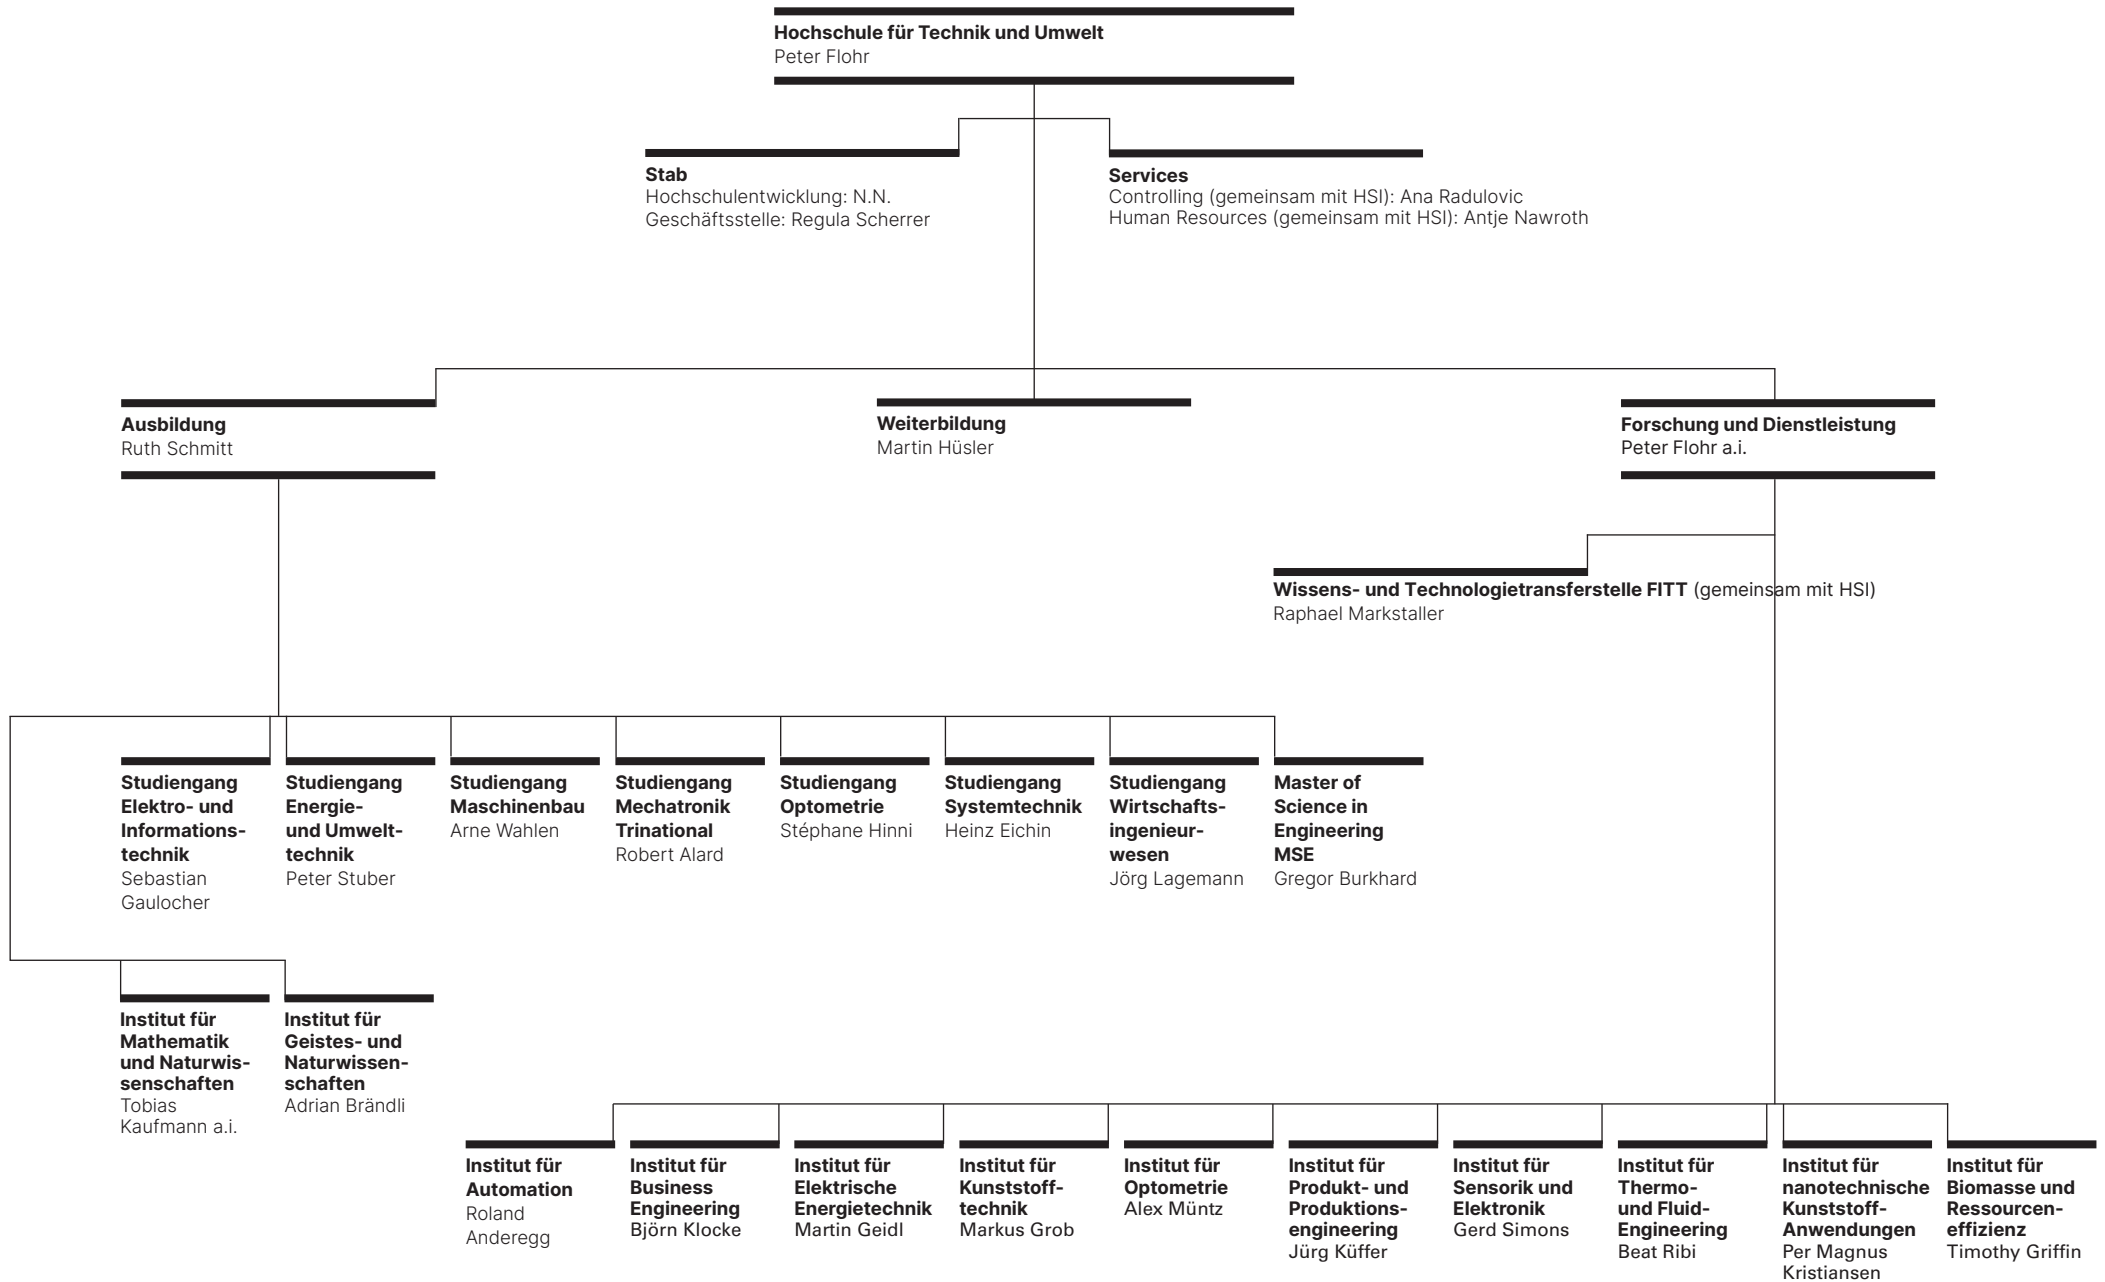 Hochschule für Technik und Umwelt
Peter Flohr
Stab
Hochschulentwicklung: N.N.
Geschäftsstelle: Regula Scherrer
Services
Controlling (gemeinsam mit HSI): Ana Radulovic
Human Resources (gemeinsam mit HSI): Antje Nawroth
Ausbildung
Ruth Schmitt
Weiterbildung
Martin Hüsler
Forschung und Dienstleistung
Peter Flohr a.i.
Wissens- und Technologietransferstelle FITT (gemeinsam mit HSI)
Raphael Markstaller
Studiengang
Elektro- und
Informations-
technik
Sebastian
Gaulocher
Studiengang
Energie-
und Umwelt-
technik
Peter Stuber
Studiengang
Maschinenbau
Arne Wahlen
Studiengang
Mechatronik
Trinational
Robert Alard
Studiengang
Optometrie
Stéphane Hinni
Studiengang
Systemtechnik
Heinz Eichin
Studiengang
Wirtschafts-
ingenieur-
wesen
Jörg Lagemann
Master of
Science in
Engineering
MSE
Gregor Burkhard
Institut für
Mathematik
und Naturwis-
senschaften
Tobias
Kaufmann a.i.
Institut für
Geistes- und
Naturwissen-
schaften
Adrian Brändli
Institut für
Automation
Roland
Anderegg
Institut für
Business
Engineering
Björn Klocke
Institut für
Elektrische
Energietechnik
Martin Geidl
Institut für
Kunststoff-
technik
Markus Grob
Institut für
Optometrie
Alex Müntz
Institut für
Produkt- und
Produktions-
engineering
Jürg Küffer
Institut für
Sensorik und
Elektronik
Gerd Simons
Institut für
Thermo-
und Fluid-
Engineering
Beat Ribi
Institut für
nanotechnische
Kunststoff-
Anwendungen
Per Magnus
Kristiansen
Institut für
Biomasse und
Ressourcen-
effizienz
Timothy Griffin